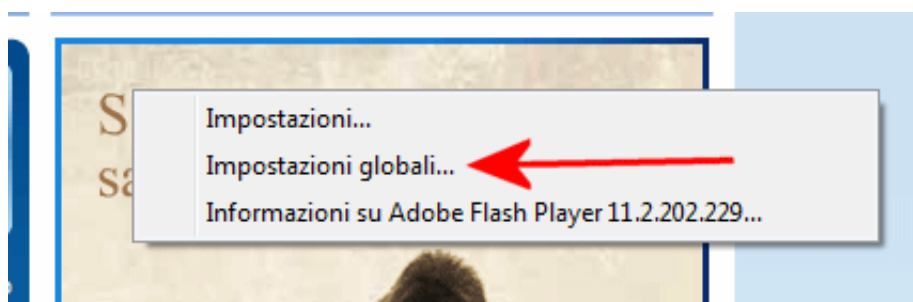 Impostazioni...
Impostazioni globali...
Informazioni su Adobe Flash Player 11.2.202.229...